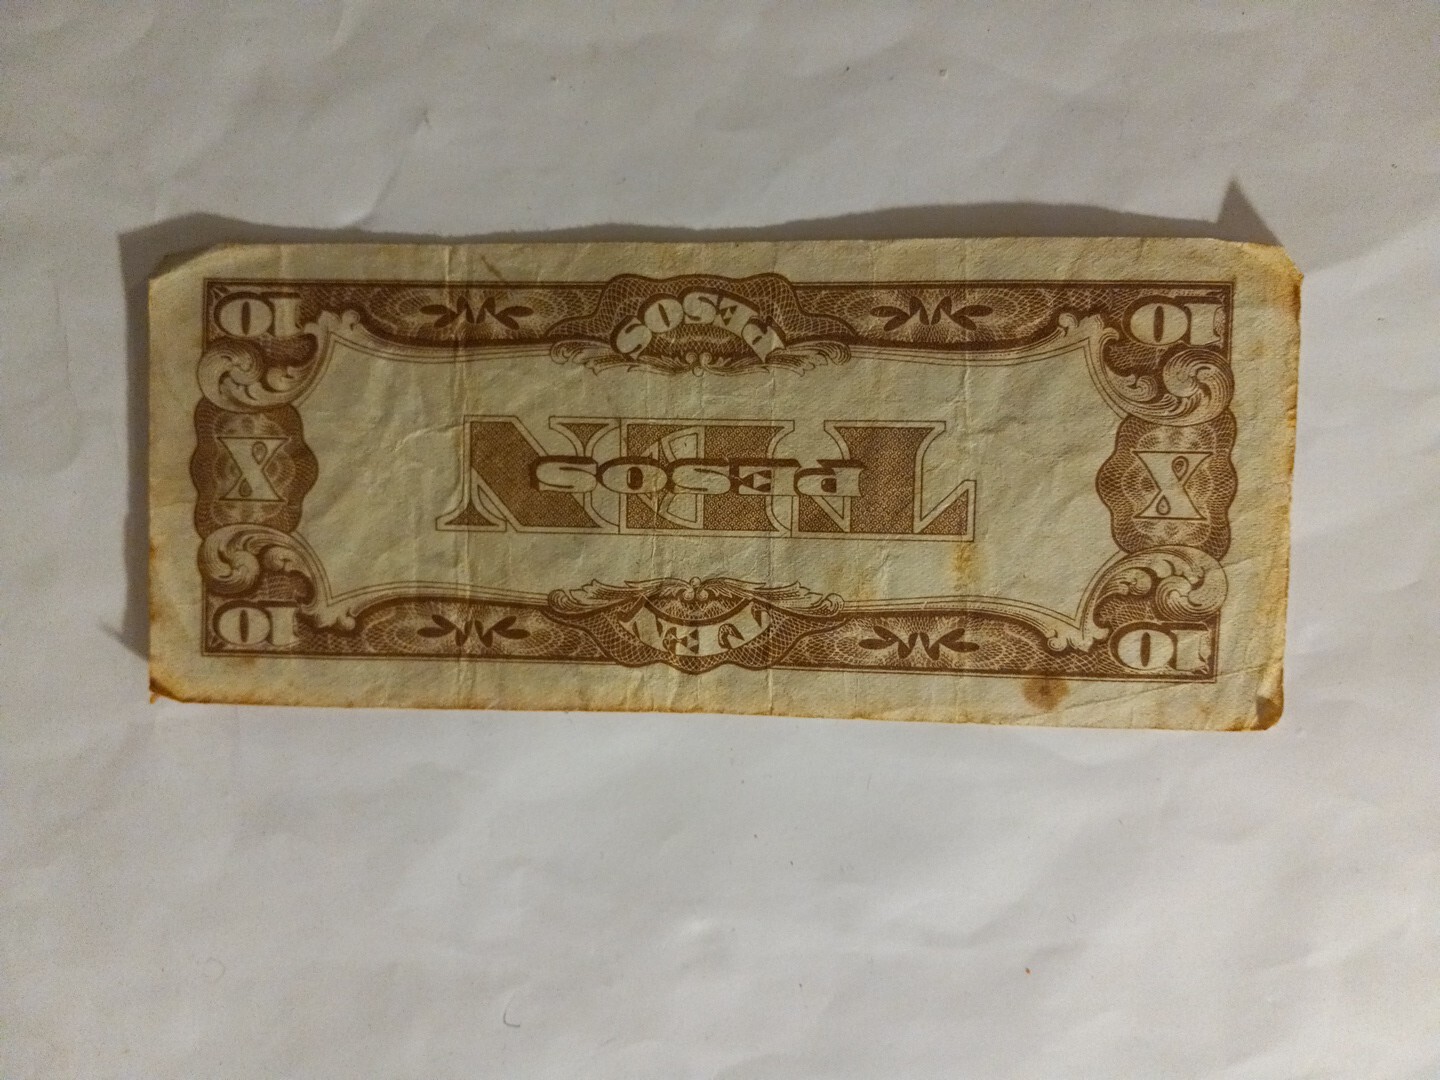 10 TEN 10
X X
TEN
PESOS
10 PESOS 10